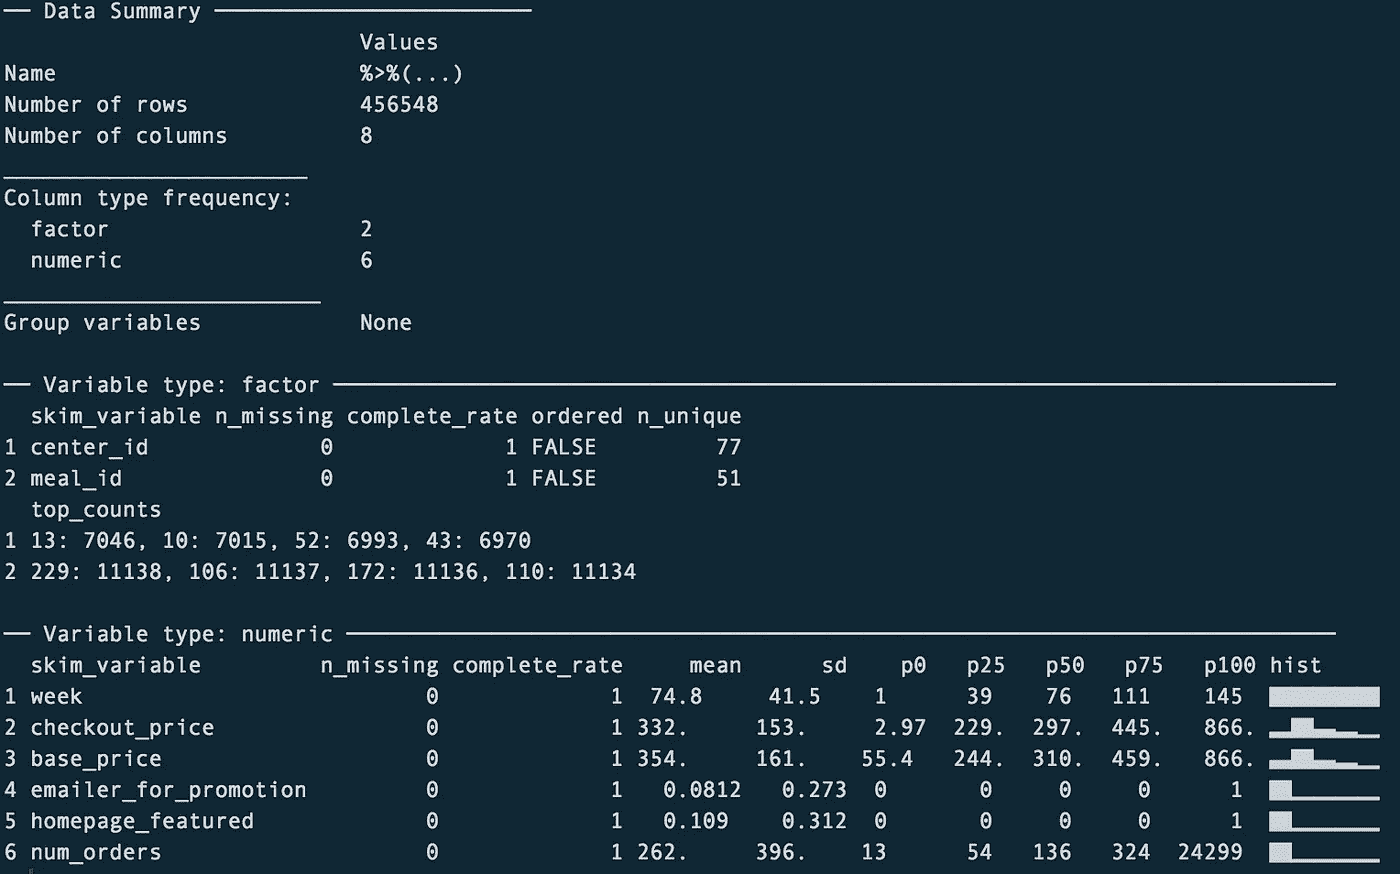 ── Data Summary ────────────────────────
                           Values
Name                       %>%(...)
Number of rows             456548
Number of columns          8
_______________________
Column type frequency:
  factor                   2
  numeric                  6
________________________
Group variables            None
── Variable type: factor ────────────────────────────────────────────────────────────────────────────
  skim_variable n_missing complete_rate ordered n_unique
1 center_id             0             1 FALSE         77
2 meal_id               0             1 FALSE         51
  top_counts
1 13: 7046, 10: 7015, 52: 6993, 43: 6970
2 229: 11138, 106: 11137, 172: 11136, 110: 11134
── Variable type: numeric ───────────────────────────────────────────────────────────────────────────
  skim_variable         n_missing complete_rate     mean      sd    p0   p25   p50   p75   p100 hist
1 week                          0             1  74.8     41.5    1      39    76   111    145
2 checkout_price                0             1 332.     153.     2.97  229.  297.  445.   866.
3 base_price                    0             1 354.     161.    55.4   244.  310.  459.   866.
4 emailer_for_promotion         0             1   0.0812   0.273  0       0     0     0      1
5 homepage_featured             0             1   0.109    0.312  0       0     0     0      1
6 num_orders                    0             1 262.     396.    13      54   136   324  24299